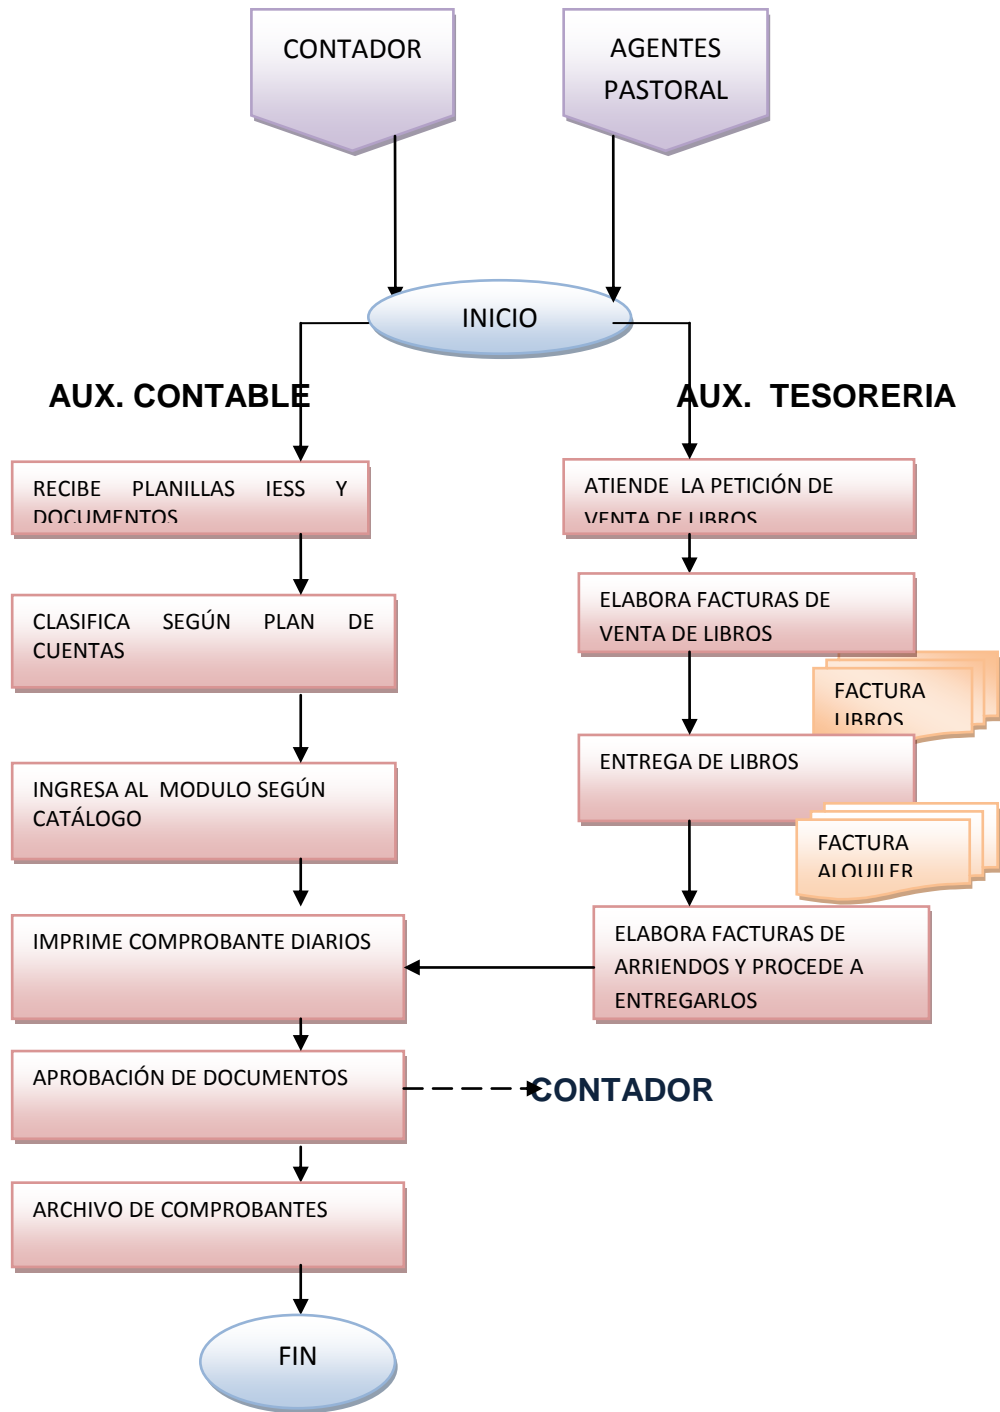 CONTADOR
AGENTES
PASTORAL
INICIO
AUX. CONTABLE
AUX. TESORERIA
RECIBE PLANILLAS IESS Y
DOCUMENTOS
ATIENDE LA PETICIÓN DE
VENTA DE LIBROS
CLASIFICA SEGÚN PLAN DE
CUENTAS
ELABORA FACTURAS DE
VENTA DE LIBROS
FACTURA
LIBROS
INGRESA AL MODULO SEGÚN
CATÁLOGO
ENTREGA DE LIBROS
FACTURA
ALQUILER
IMPRIME COMPROBANTE DIARIOS
ELABORA FACTURAS DE
ARRIENDOS Y PROCEDE A
ENTREGARLOS
APROBACIÓN DE DOCUMENTOS
CONTADOR
ARCHIVO DE COMPROBANTES
FIN